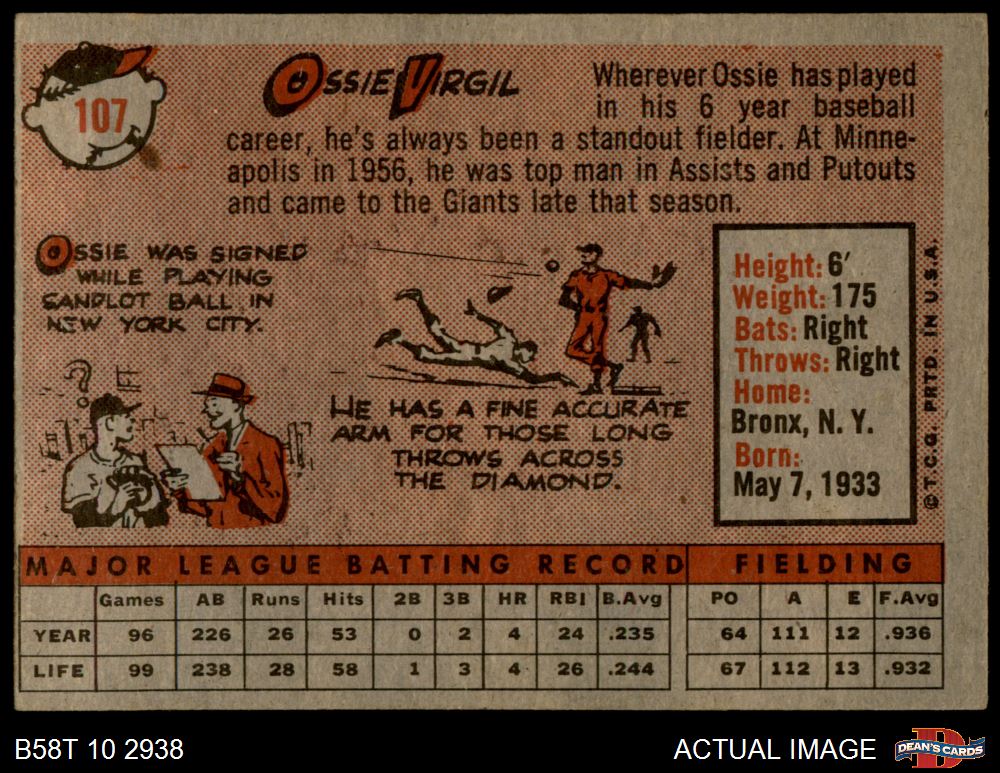 107
OSSIE VIRGIL
Wherever Ossie has played
in his 6 year baseball
career, he's always been a standout fielder. At Minne-
apolis in 1956, he was top man in Assists and Putouts
and came to the Giants late that season.
OSSIE WAS SIGNED
WHILE PLAYING
SANDLOT BALL IN
NEW YORK CITY.
?
HE HAS A FINE ACCURATE
ARM FOR THOSE LONG
THROWS ACROSS
THE DIAMOND.
Height: 6'
Weight: 175
Bats: Right
Throws: Right
Home:
Bronx, N. Y.
Born:
May 7, 1933
©T.C.G. PRTD. IN U.S.A.
MAJOR LEAGUE BATTING RECORD FIELDING
Games AB Runs Hits 2B 3B HR RBI B.Avg PO A E F.Avg
YEAR 96 226 26 53 0 2 4 24 .235 64 111 12 .936
LIFE 99 238 28 58 1 3 4 26 .244 67 112 13 .932
B58T 10 2938
ACTUAL IMAGE
D
DEAN'S CARDS